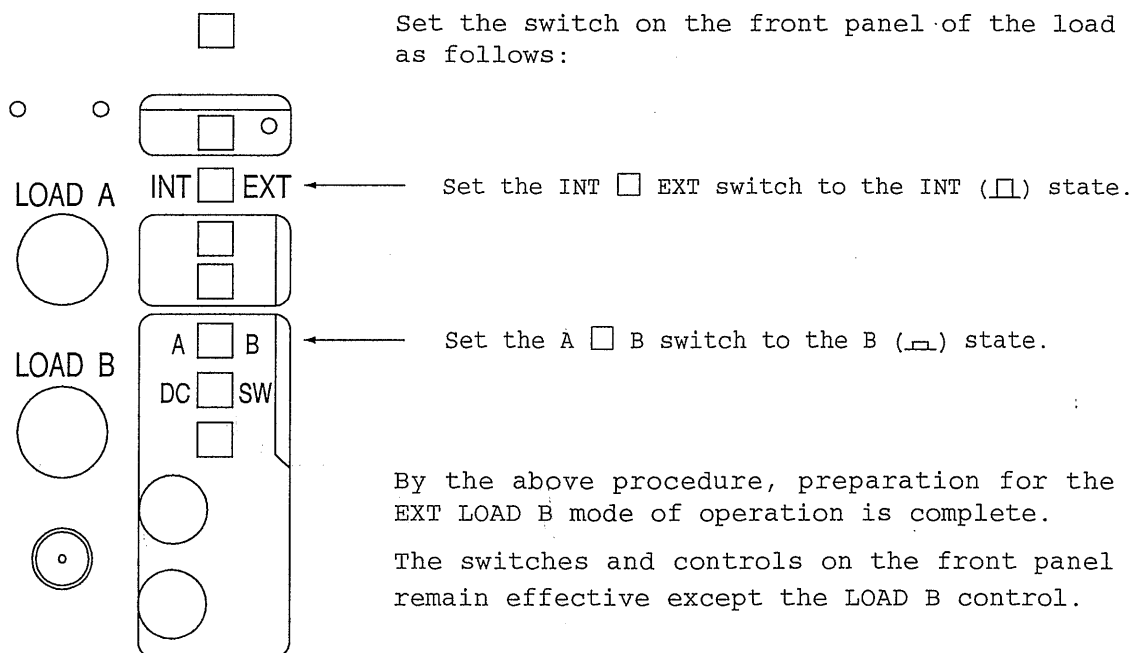 Set the switch on the front panel of the load
as follows:
INT □ EXT
LOAD A
Set the INT □ EXT switch to the INT (⎍) state.
A □ B
LOAD B
Set the A □ B switch to the B (⎍) state.
DC □ SW
By the above procedure, preparation for the
EXT LOAD B mode of operation is complete.
The switches and controls on the front panel
remain effective except the LOAD B control.